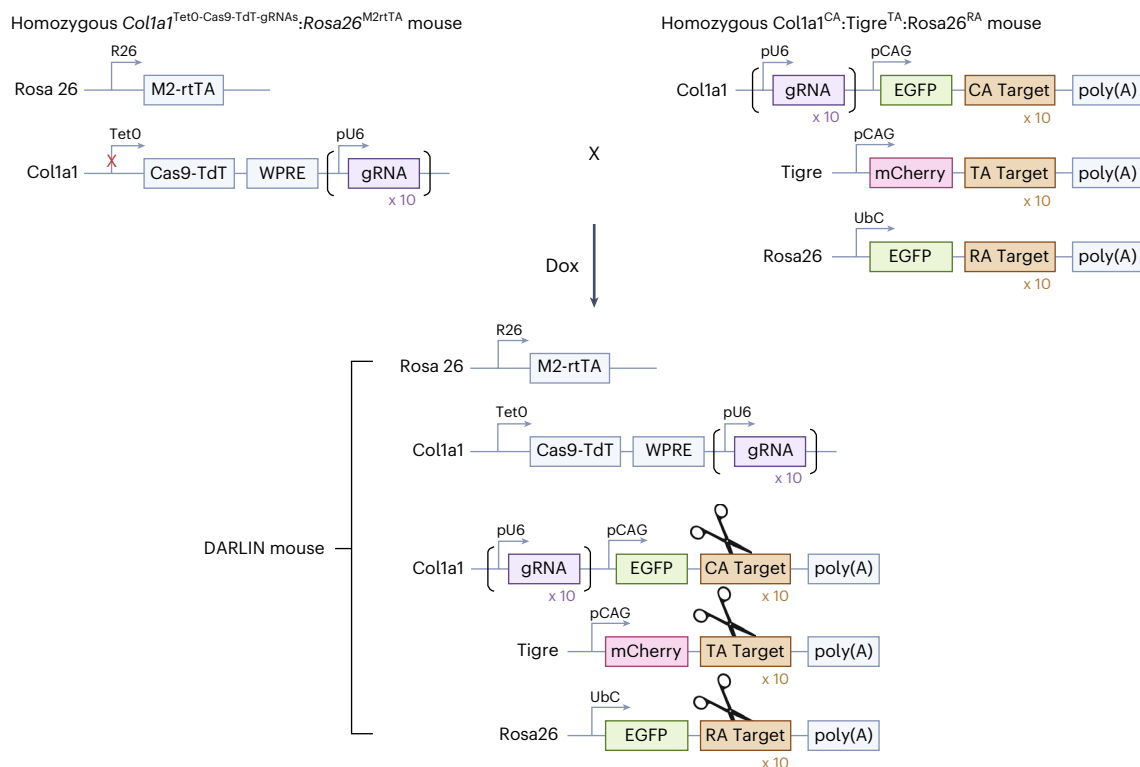 Homozygous Col1a1Tet0-Cas9-TdT-gRNAs:Rosa26M2rtTA mouse
R26
Rosa 26 M2-rtTA
Tet0 pU6
X
Col1a1 Cas9-TdT WPRE gRNA
x 10
X
Homozygous Col1a1CA:TigreTA:Rosa26RA mouse
pU6 pCAG
Col1a1 gRNA EGFP CA Target poly(A)
x 10 x 10
pCAG
Tigre mCherry TA Target poly(A)
x 10
UbC
Rosa26 EGFP RA Target poly(A)
x 10
Dox
DARLIN mouse
R26
Rosa 26 M2-rtTA
Tet0 pU6
Col1a1 Cas9-TdT WPRE gRNA
x 10
pU6 pCAG
Col1a1 gRNA EGFP CA Target poly(A)
x 10 x 10
pCAG
Tigre mCherry TA Target poly(A)
x 10
UbC
Rosa26 EGFP RA Target poly(A)
x 10